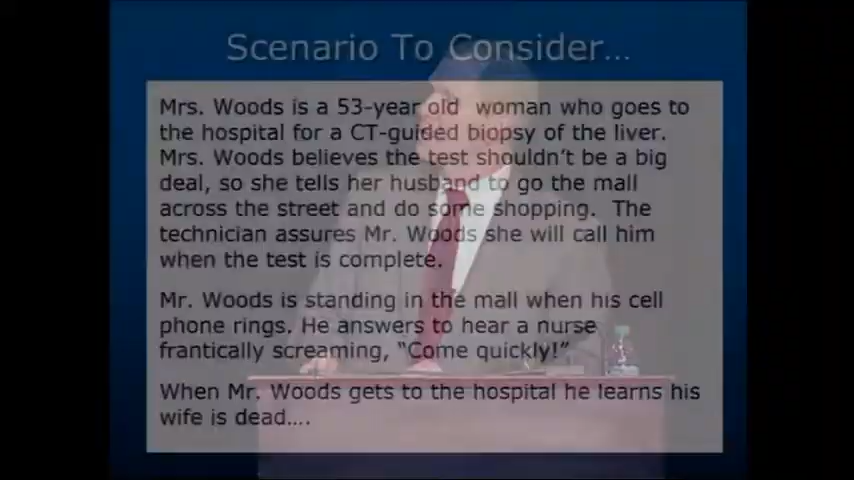 Scenario To Consider...
Mrs. Woods is a 53-year old woman who goes to
the hospital for a CT-guided biopsy of the liver.
Mrs. Woods believes the test shouldn't be a big
deal, so she tells her husband to go the mall
across the street and do some shopping. The
technician assures Mr. Woods she will call him
when the test is complete.
Mr. Woods is standing in the mall when his cell
phone rings. He answers to hear a nurse
frantically screaming, “Come quickly!”
When Mr. Woods gets to the hospital he learns his
wife is dead....